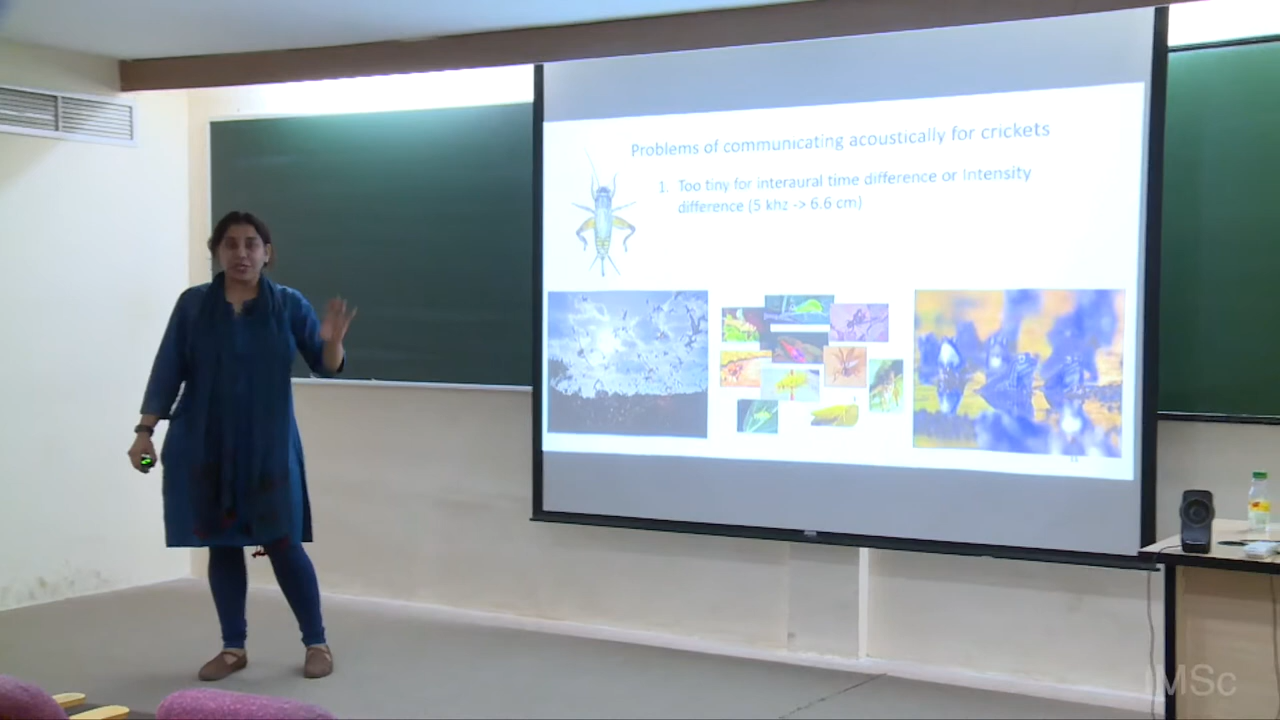 Problems of communicating acoustically for crickets
1. Too tiny for interaural time difference or Intensity
difference (5 khz -> 6.6 cm)
IMSc